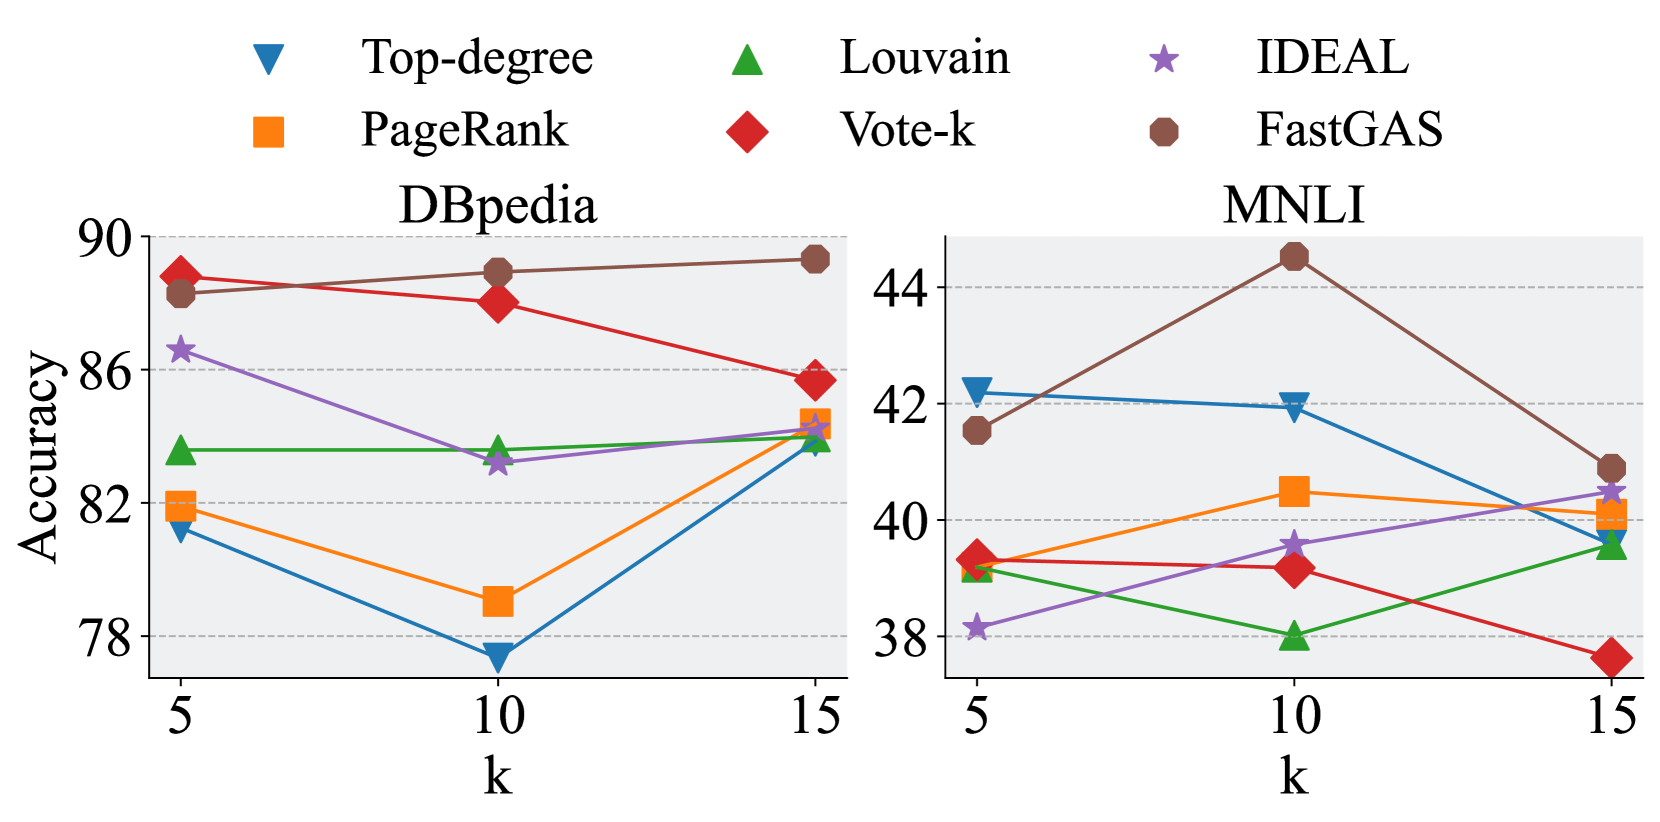 Top-degree Louvain IDEAL
PageRank Vote-k FastGAS
DBpedia MNLI
Accuracy
90
86
82
78
5 10 15
k
44
42
40
38
5 10 15
k